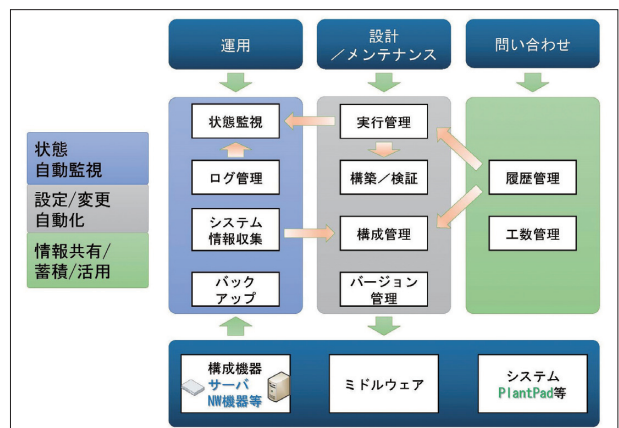 運用
設計
／メンテナンス
問い合わせ
状態
自動監視
設定/変更
自動化
情報共有/
蓄積/活用
状態監視
ログ管理
システム
情報収集
バック
アップ
実行管理
構築／検証
構成管理
バージョン
管理
履歴管理
工数管理
構成機器
サーバ
NW機器等
ミドルウェア
システム
PlantPad等